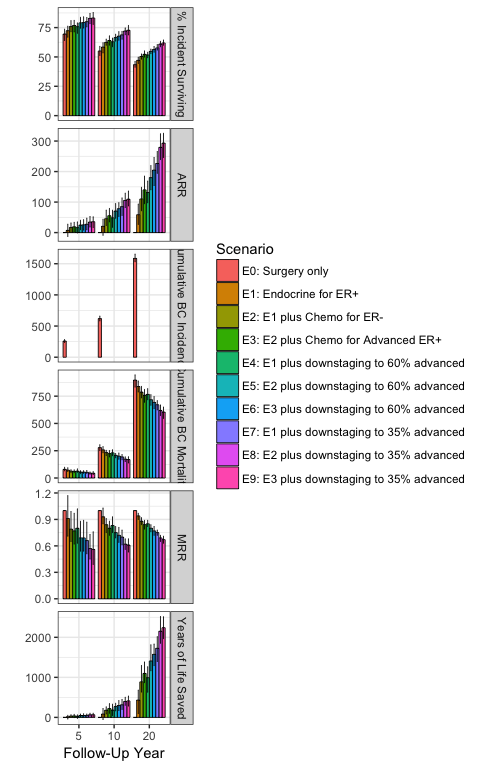 75
50
25
0
% Incident Surviving
300
200
100
0
ARR
1500
1000
500
0
umulative BC Inciden
750
500
250
0
umulative BC Mortalit
1.2
0.9
0.6
0.3
0.0
MRR
2000
1000
0
Years of Life Saved
5 10 20
Follow-Up Year
Scenario
E0: Surgery only
E1: Endocrine for ER+
E2: E1 plus Chemo for ER-
E3: E2 plus Chemo for Advanced ER+
E4: E1 plus downstaging to 60% advanced
E5: E2 plus downstaging to 60% advanced
E6: E3 plus downstaging to 60% advanced
E7: E1 plus downstaging to 35% advanced
E8: E2 plus downstaging to 35% advanced
E9: E3 plus downstaging to 35% advanced